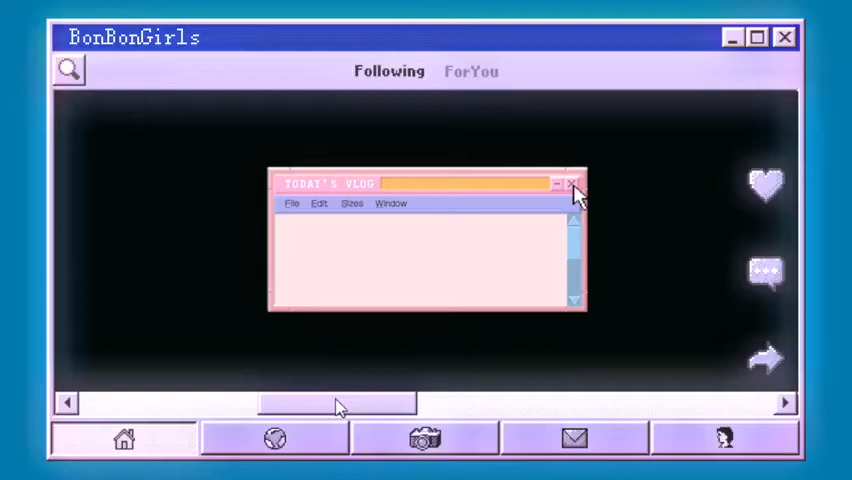 BonBonGirls
Following ForYou
TODAY'S VLOG
File Edit Sizes Window